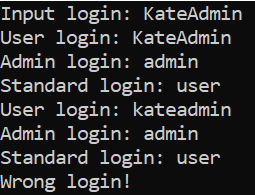 Input login: KateAdmin
User login: KateAdmin
Admin login: admin
Standard login: user
User login: kateadmin
Admin login: admin
Standard login: user
Wrong login!